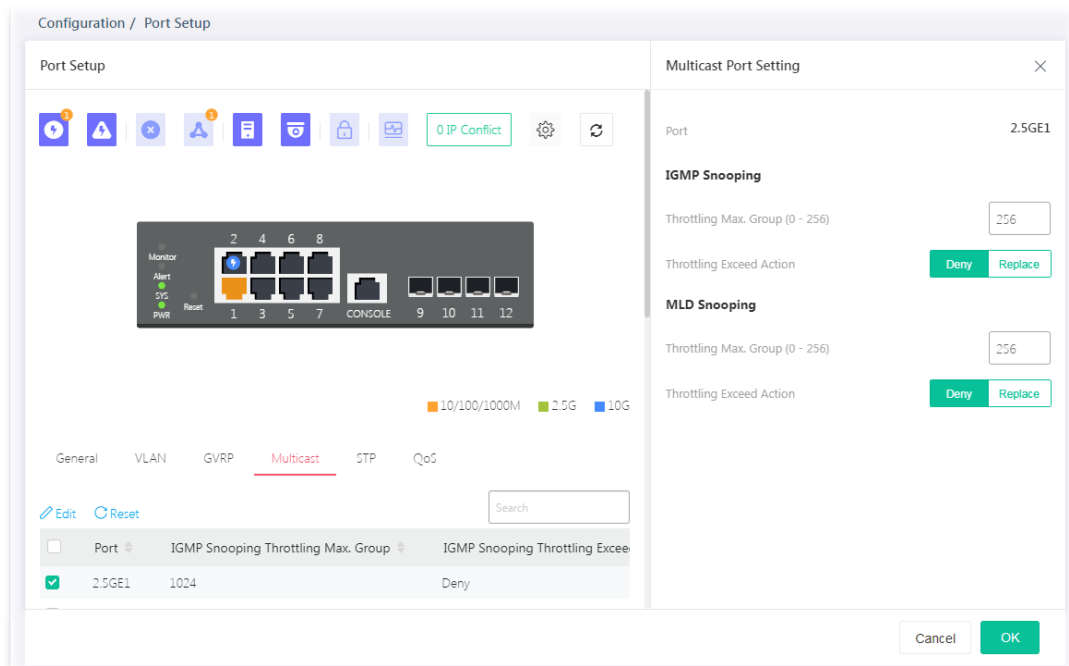 Configuration / Port Setup
Port Setup
1
1
0 IP Conflict
2 4 6 8
Monitor
Alert
SYS
PWR
Reset
1 3 5 7 CONSOLE 9 10 11 12
10/100/1000M 2.5G 10G
General VLAN GVRP Multicast STP QoS
Edit Reset
Search
Port IGMP Snooping Throttling Max. Group IGMP Snooping Throttling Excee
2.5GE1 1024 Deny
Multicast Port Setting
Port 2.5GE1
IGMP Snooping
Throttling Max. Group (0 - 256) 256
Throttling Exceed Action Deny Replace
MLD Snooping
Throttling Max. Group (0 - 256) 256
Throttling Exceed Action Deny Replace
Cancel OK